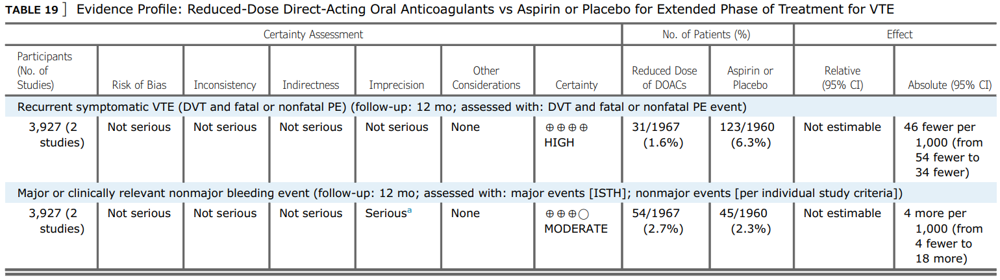 TABLE 19 ] Evidence Profile: Reduced-Dose Direct-Acting Oral Anticoagulants vs Aspirin or Placebo for Extended Phase of Treatment for VTE
Certainty Assessment
No. of Patients (%)
Effect
Participants
(No. of
Studies)
Risk of Bias
Inconsistency
Indirectness
Imprecision
Other
Considerations
Certainty
Reduced Dose
of DOACs
Aspirin or
Placebo
Relative
(95% CI)
Absolute (95% CI)
Recurrent symptomatic VTE (DVT and fatal or nonfatal PE) (follow-up: 12 mo; assessed with: DVT and fatal or nonfatal PE event)
3,927 (2
studies)
Not serious
Not serious
Not serious
Not serious
None
⊕⊕⊕⊕
HIGH
31/1967
(1.6%)
123/1960
(6.3%)
Not estimable
46 fewer per
1,000 (from
54 fewer to
34 fewer)
Major or clinically relevant nonmajor bleeding event (follow-up: 12 mo; assessed with: major events [ISTH]; nonmajor events [per individual study criteria])
3,927 (2
studies)
Not serious
Not serious
Not serious
Seriousᵃ
None
⊕⊕⊕◯
MODERATE
54/1967
(2.7%)
45/1960
(2.3%)
Not estimable
4 more per
1,000 (from
4 fewer to
18 more)